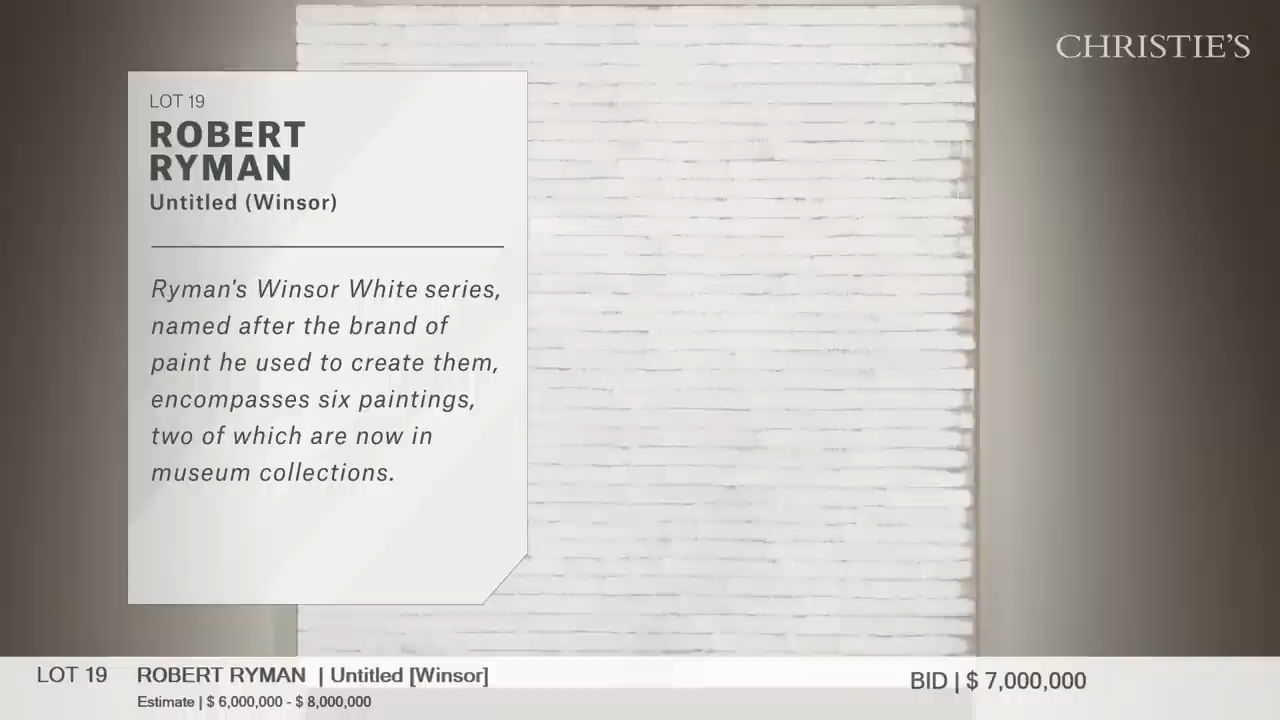 CHRISTIE'S
LOT 19
ROBERT
RYMAN
Untitled (Winsor)
Ryman's Winsor White series,
named after the brand of
paint he used to create them,
encompasses six paintings,
two of which are now in
museum collections.
LOT 19 ROBERT RYMAN | Untitled [Winsor]
Estimate | $ 6,000,000 - $ 8,000,000
BID | $ 7,000,000